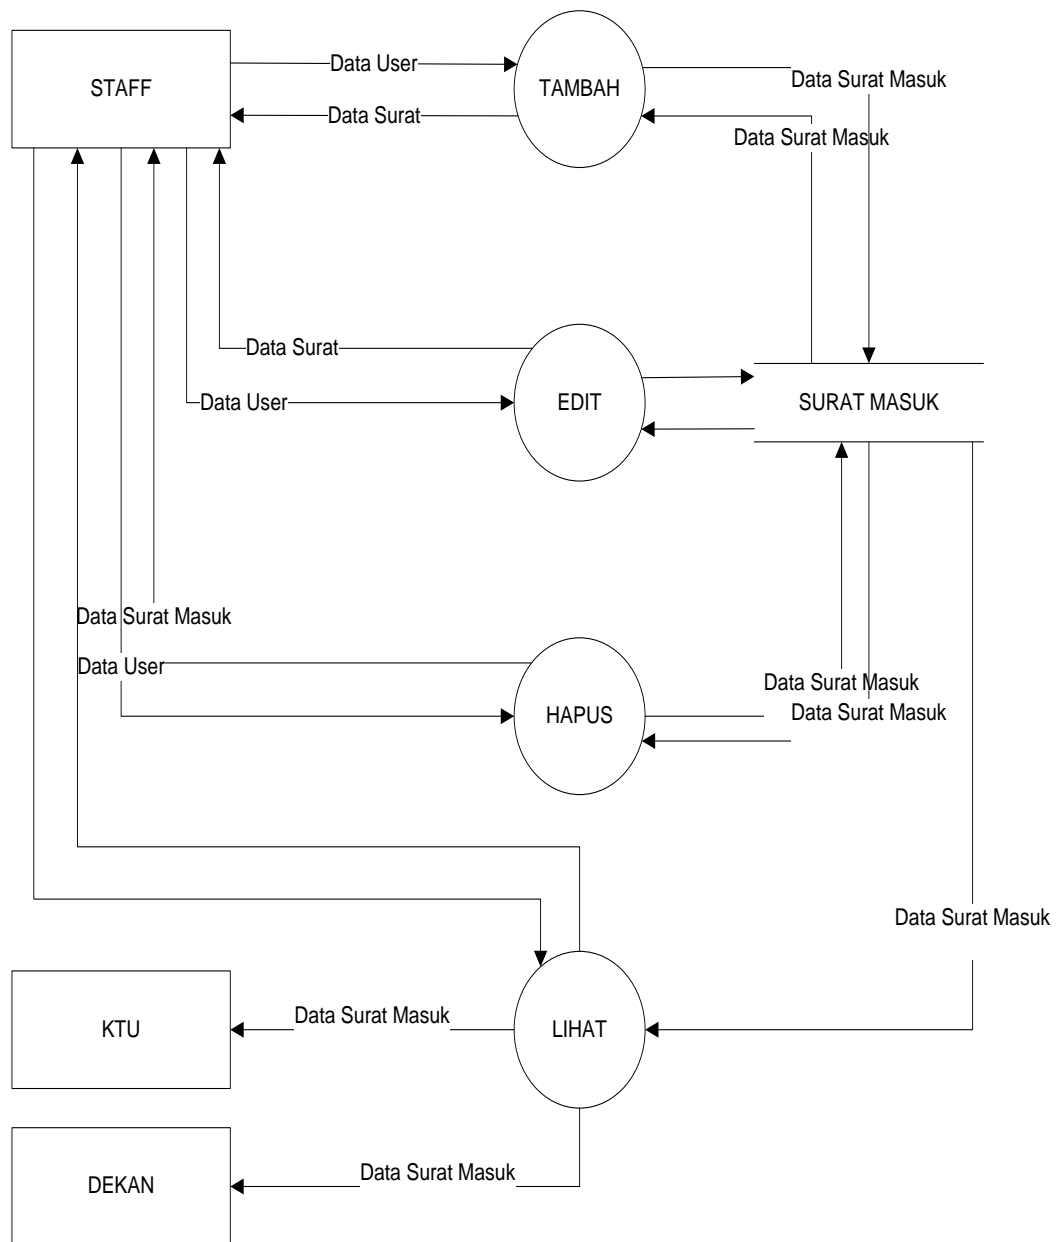 STAFF
Data User
TAMBAH
Data Surat Masuk
Data Surat
Data Surat Masuk
Data Surat
EDIT
SURAT MASUK
Data User
Data Surat Masuk
Data User
HAPUS
Data Surat Masuk
Data Surat Masuk
Data Surat Masuk
KTU
Data Surat Masuk
LIHAT
DEKAN
Data Surat Masuk